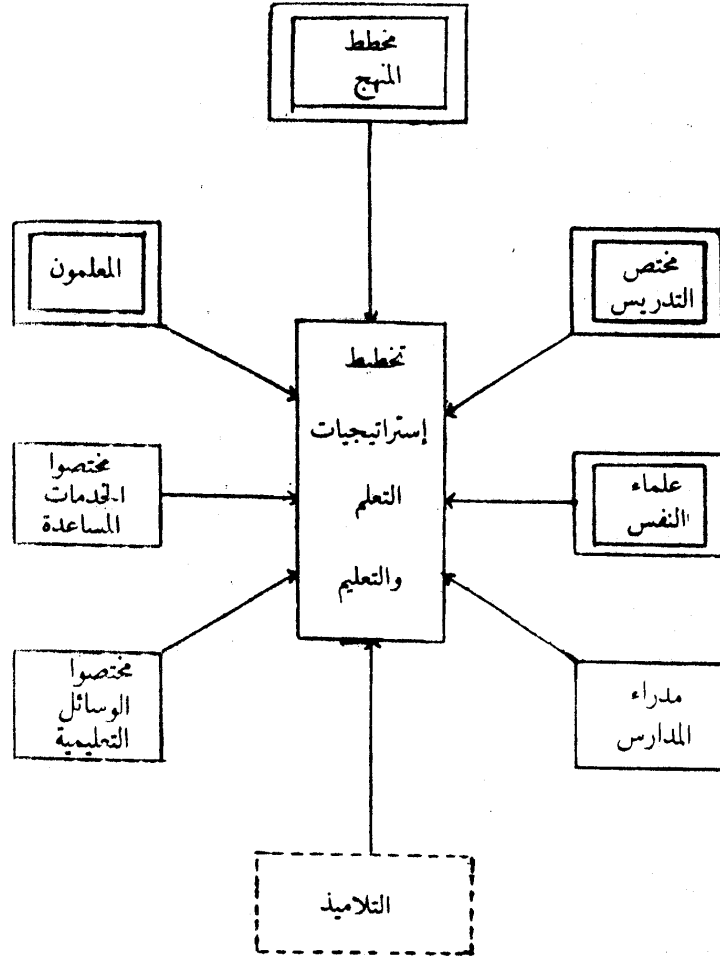 مخطط
المنهج
المعلمون
مختص
التدريس
تخطيط
إستراتيجيات
التعلم
والتعليم
مختصوا
الخدمات
المساعدة
علماء
النفس
مختصوا
الوسائل
التعليمية
مدراء
المدارس
التلاميذ